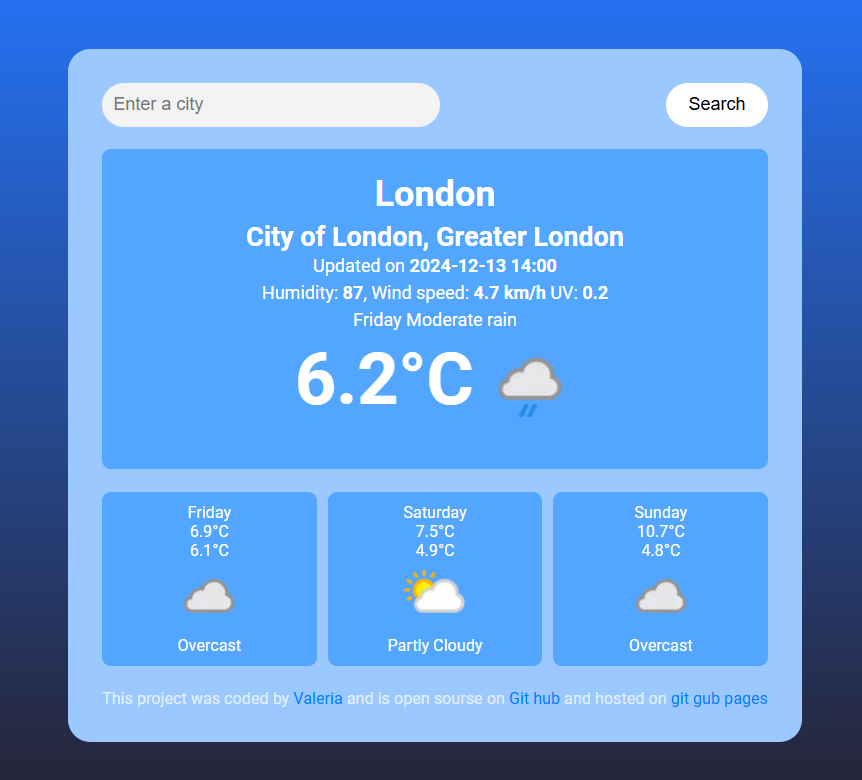 Enter a city
Search
London
City of London, Greater London
Updated on 2024-12-13 14:00
Humidity: 87, Wind speed: 4.7 km/h UV: 0.2
Friday Moderate rain
6.2°C
Friday
6.9°C
6.1°C
Overcast
Saturday
7.5°C
4.9°C
Partly Cloudy
Sunday
10.7°C
4.8°C
Overcast
This project was coded by Valeria and is open sourse on Git hub and hosted on git gub pages